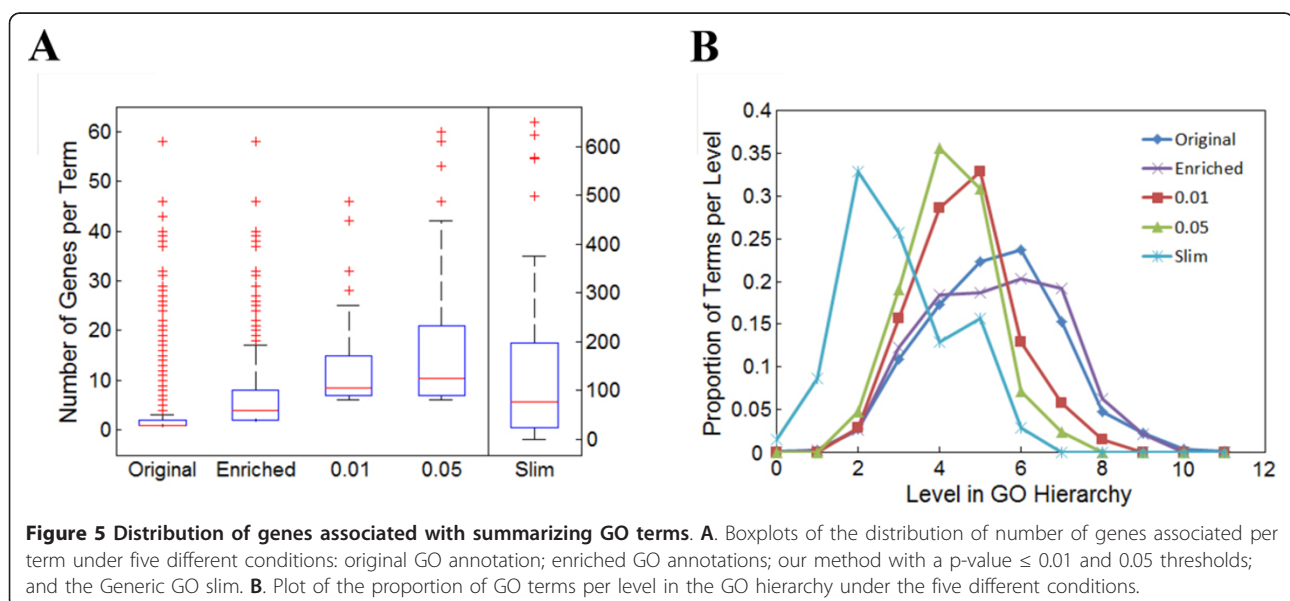 A
B
Number of Genes per Term
60
50
40
30
20
10
0
600
500
400
300
200
100
0
Original Enriched 0.01 0.05 Slim
Proportion of Terms per Level
0.4
0.35
0.3
0.25
0.2
0.15
0.1
0.05
0
0 2 4 6 8 10 12
Level in GO Hierarchy
Original
Enriched
0.01
0.05
Slim
Figure 5 Distribution of genes associated with summarizing GO terms. A. Boxplots of the distribution of number of genes associated per
term under five different conditions: original GO annotation; enriched GO annotations; our method with a p-value ≤ 0.01 and 0.05 thresholds;
and the Generic GO slim. B. Plot of the proportion of GO terms per level in the GO hierarchy under the five different conditions.